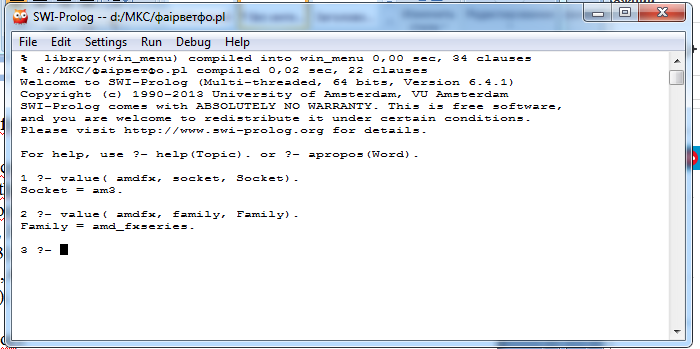 SWI-Prolog -- d:/МКС/фаірветфо.pl
File Edit Settings Run Debug Help
% library(win_menu) compiled into win_menu 0,00 sec, 34 clauses
% d:/МКС/фаірветфо.pl compiled 0,02 sec, 22 clauses
Welcome to SWI-Prolog (Multi-threaded, 64 bits, Version 6.4.1)
Copyright (c) 1990-2013 University of Amsterdam, VU Amsterdam
SWI-Prolog comes with ABSOLUTELY NO WARRANTY. This is free software,
and you are welcome to redistribute it under certain conditions.
Please visit http://www.swi-prolog.org for details.
For help, use ?- help(Topic). or ?- apropos(Word).
1 ?- value( amdfx, socket, Socket).
Socket = am3.
2 ?- value( amdfx, family, Family).
Family = amd_fxseries.
3 ?-